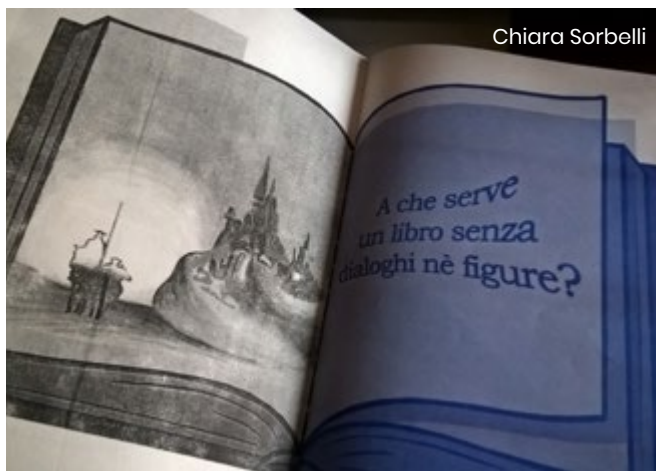 Chiara Sorbelli
A che serve
un libro senza
dialoghi nè figure?